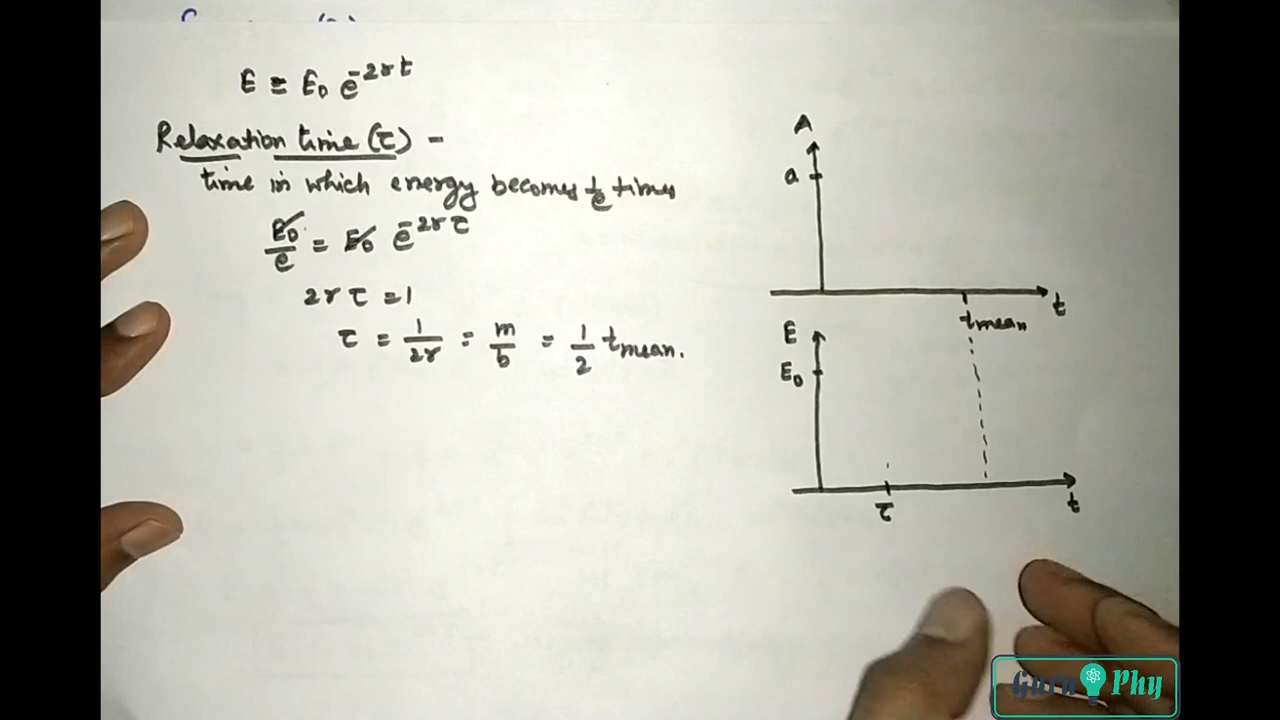 E = E₀ e^-2rt
Relaxation time (τ) -
time in which energy becomes 1/e times
E₀/e = E₀ e^-2rτ
2rτ = 1
τ = 1/2r = m/b = 1/2 tmean.
A
a
t
tmean
E
E₀
τ
t
Guru Phy